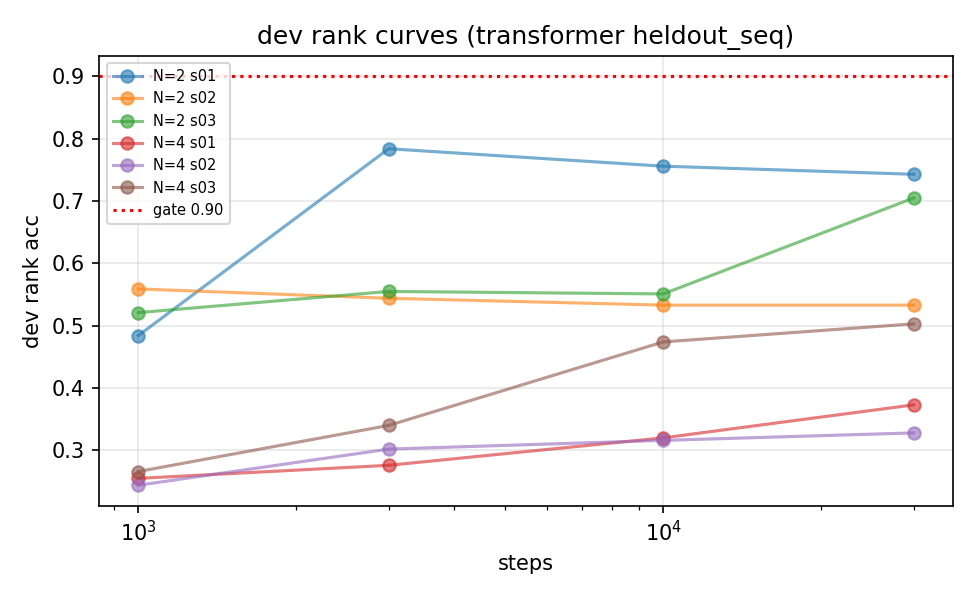 dev rank curves (transformer heldout_seq)
dev rank acc
0.9
0.8
0.7
0.6
0.5
0.4
0.3
N=2 s01
N=2 s02
N=2 s03
N=4 s01
N=4 s02
N=4 s03
gate 0.90
10³
10⁴
steps